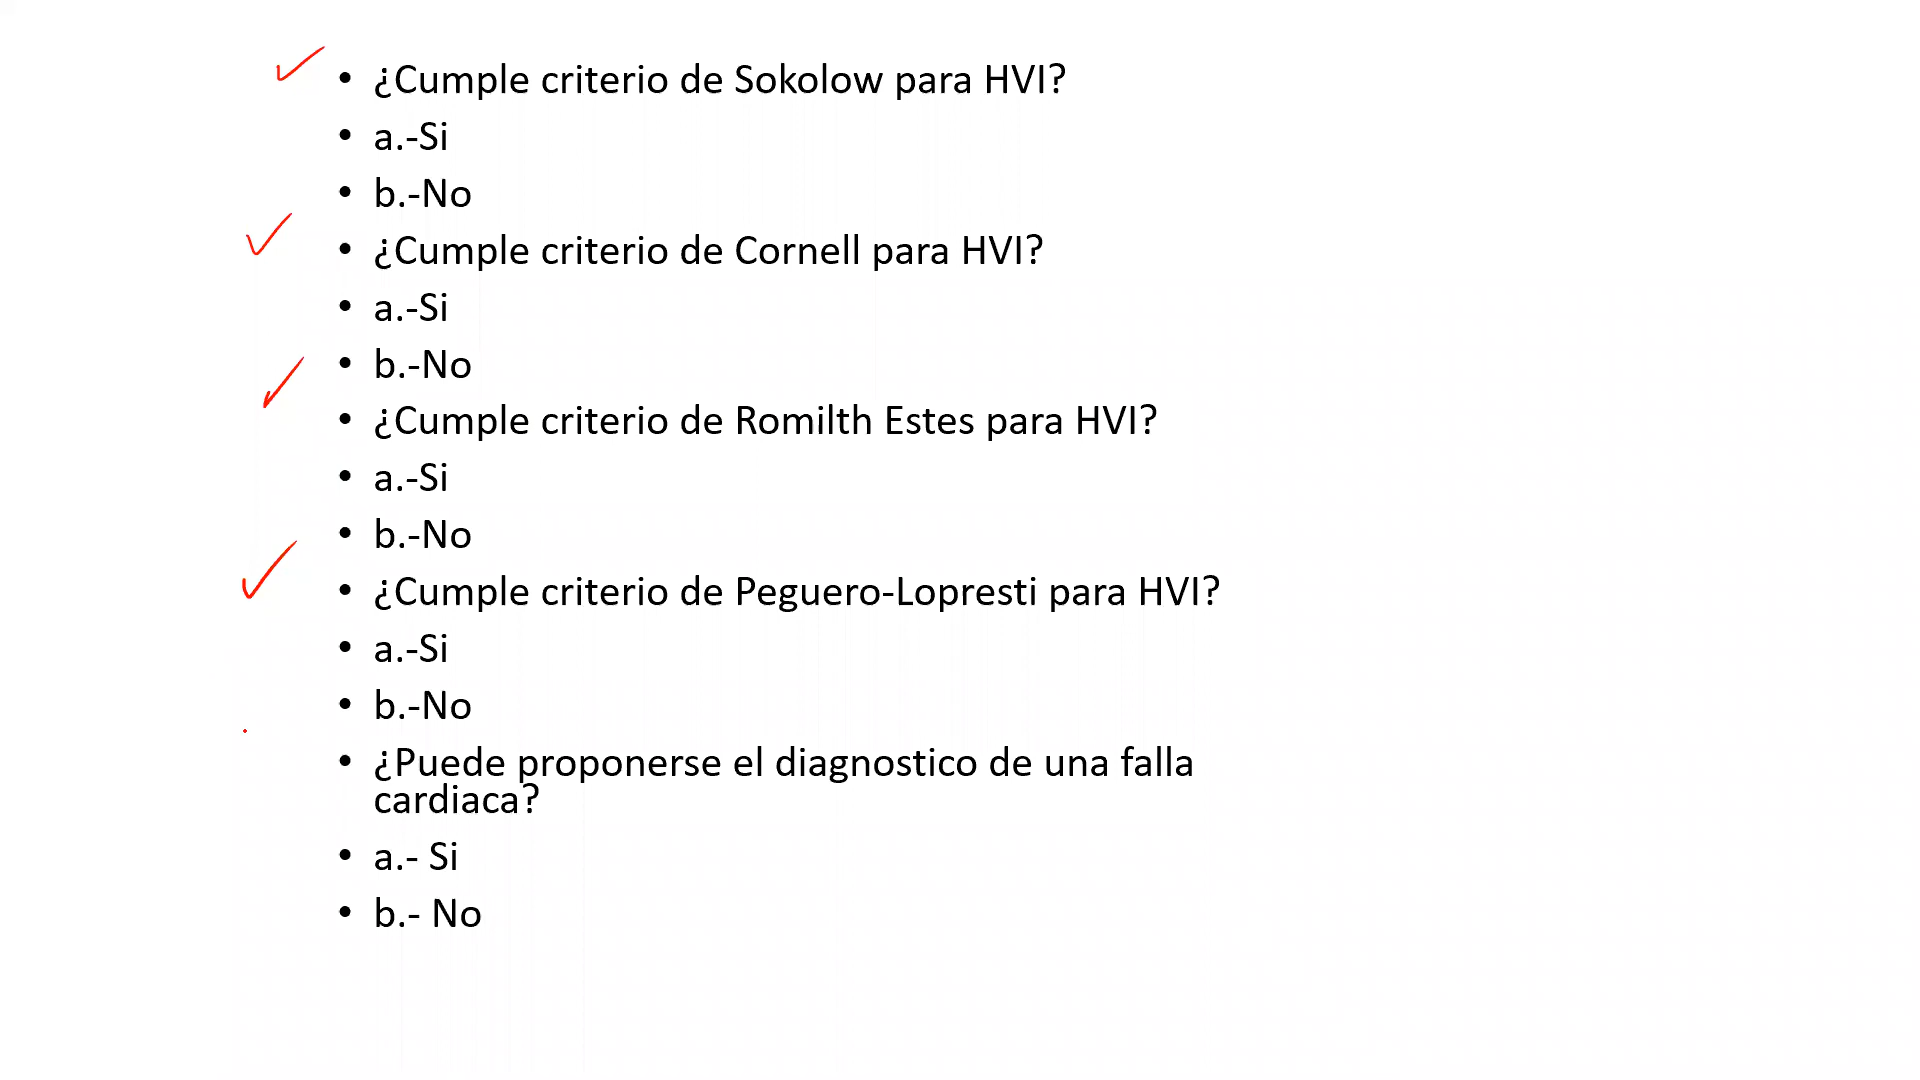 • ¿Cumple criterio de Sokolow para HVI?
• a.-Si
• b.-No
• ¿Cumple criterio de Cornell para HVI?
• a.-Si
• b.-No
• ¿Cumple criterio de Romilth Estes para HVI?
• a.-Si
• b.-No
• ¿Cumple criterio de Peguero-Lopresti para HVI?
• a.-Si
• b.-No
• ¿Puede proponerse el diagnostico de una falla
cardiaca?
• a.- Si
• b.- No